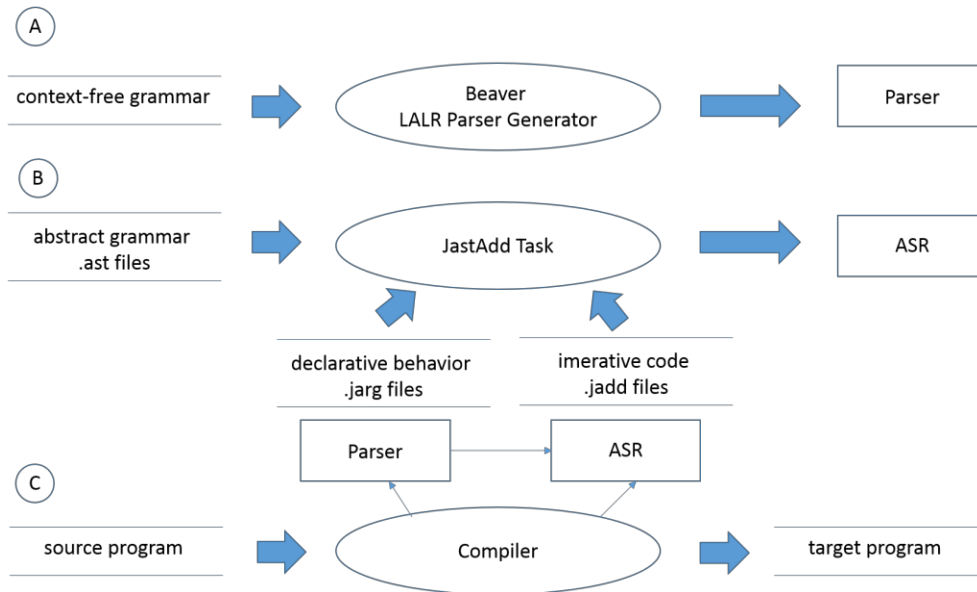 A
context-free grammar
Beaver
LALR Parser Generator
Parser
B
abstract grammar
.ast files
JastAdd Task
ASR
declarative behavior
.jarg files
imerative code
.jadd files
Parser
ASR
C
source program
Compiler
target program